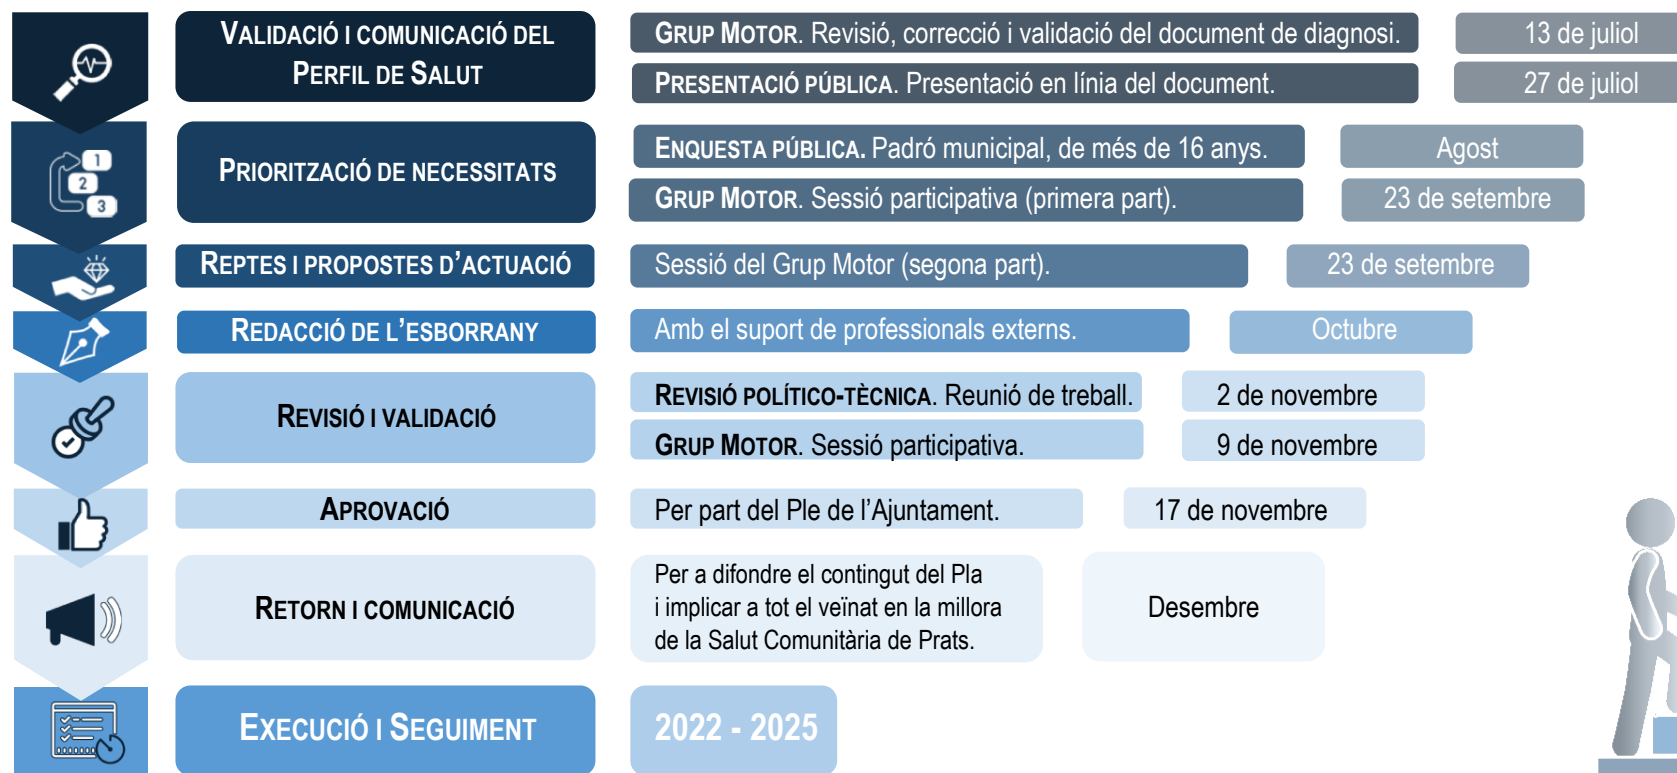 VALIDACIÓ I COMUNICACIÓ DEL
PERFIL DE SALUT
GRUP MOTOR. Revisió, correcció i validació del document de diagnosi.
13 de juliol
PRESENTACIÓ PÚBLICA. Presentació en línia del document.
27 de juliol
1
2
3
PRIORITZACIÓ DE NECESSITATS
ENQUESTA PÚBLICA. Padró municipal, de més de 16 anys.
Agost
GRUP MOTOR. Sessió participativa (primera part).
23 de setembre
REPTES I PROPOSTES D’ACTUACIÓ
Sessió del Grup Motor (segona part).
23 de setembre
REDACCIÓ DE L’ESBORRANY
Amb el suport de professionals externs.
Octubre
REVISIÓ I VALIDACIÓ
REVISIÓ POLÍTICO-TÈCNICA. Reunió de treball.
2 de novembre
GRUP MOTOR. Sessió participativa.
9 de novembre
APROVACIÓ
Per part del Ple de l’Ajuntament.
17 de novembre
RETORN I COMUNICACIÓ
Per a difondre el contingut del Pla
i implicar a tot el veïnat en la millora
de la Salut Comunitària de Prats.
Desembre
EXECUCIÓ I SEGUIMENT
2022 - 2025